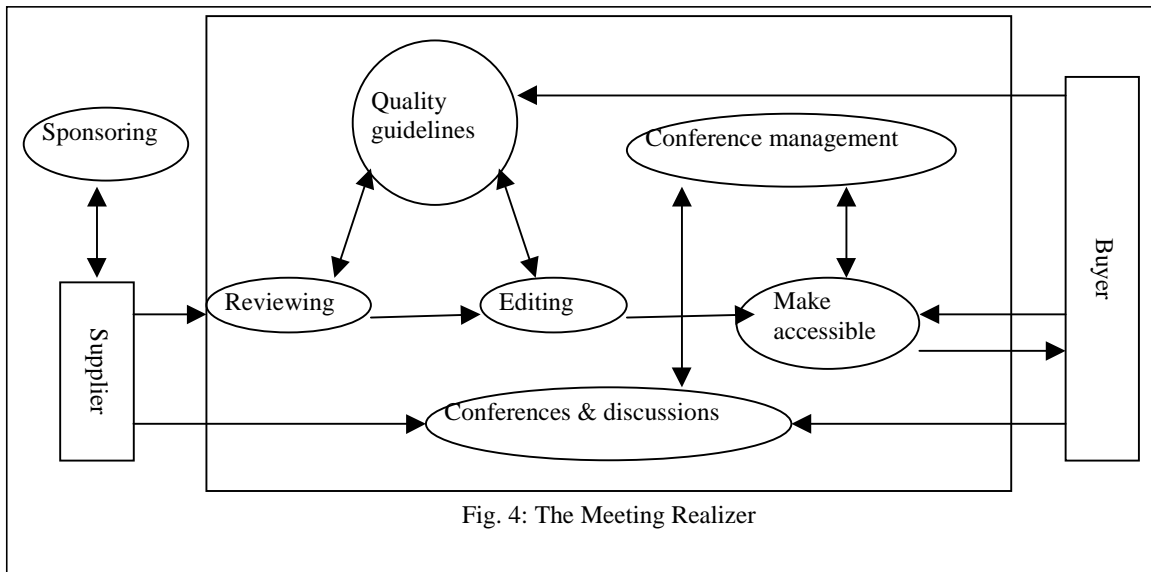 Quality
guidelines
Sponsoring
Conference management
Buyer
Reviewing
Editing
Make
accessible
Supplier
Conferences & discussions
Fig. 4: The Meeting Realizer